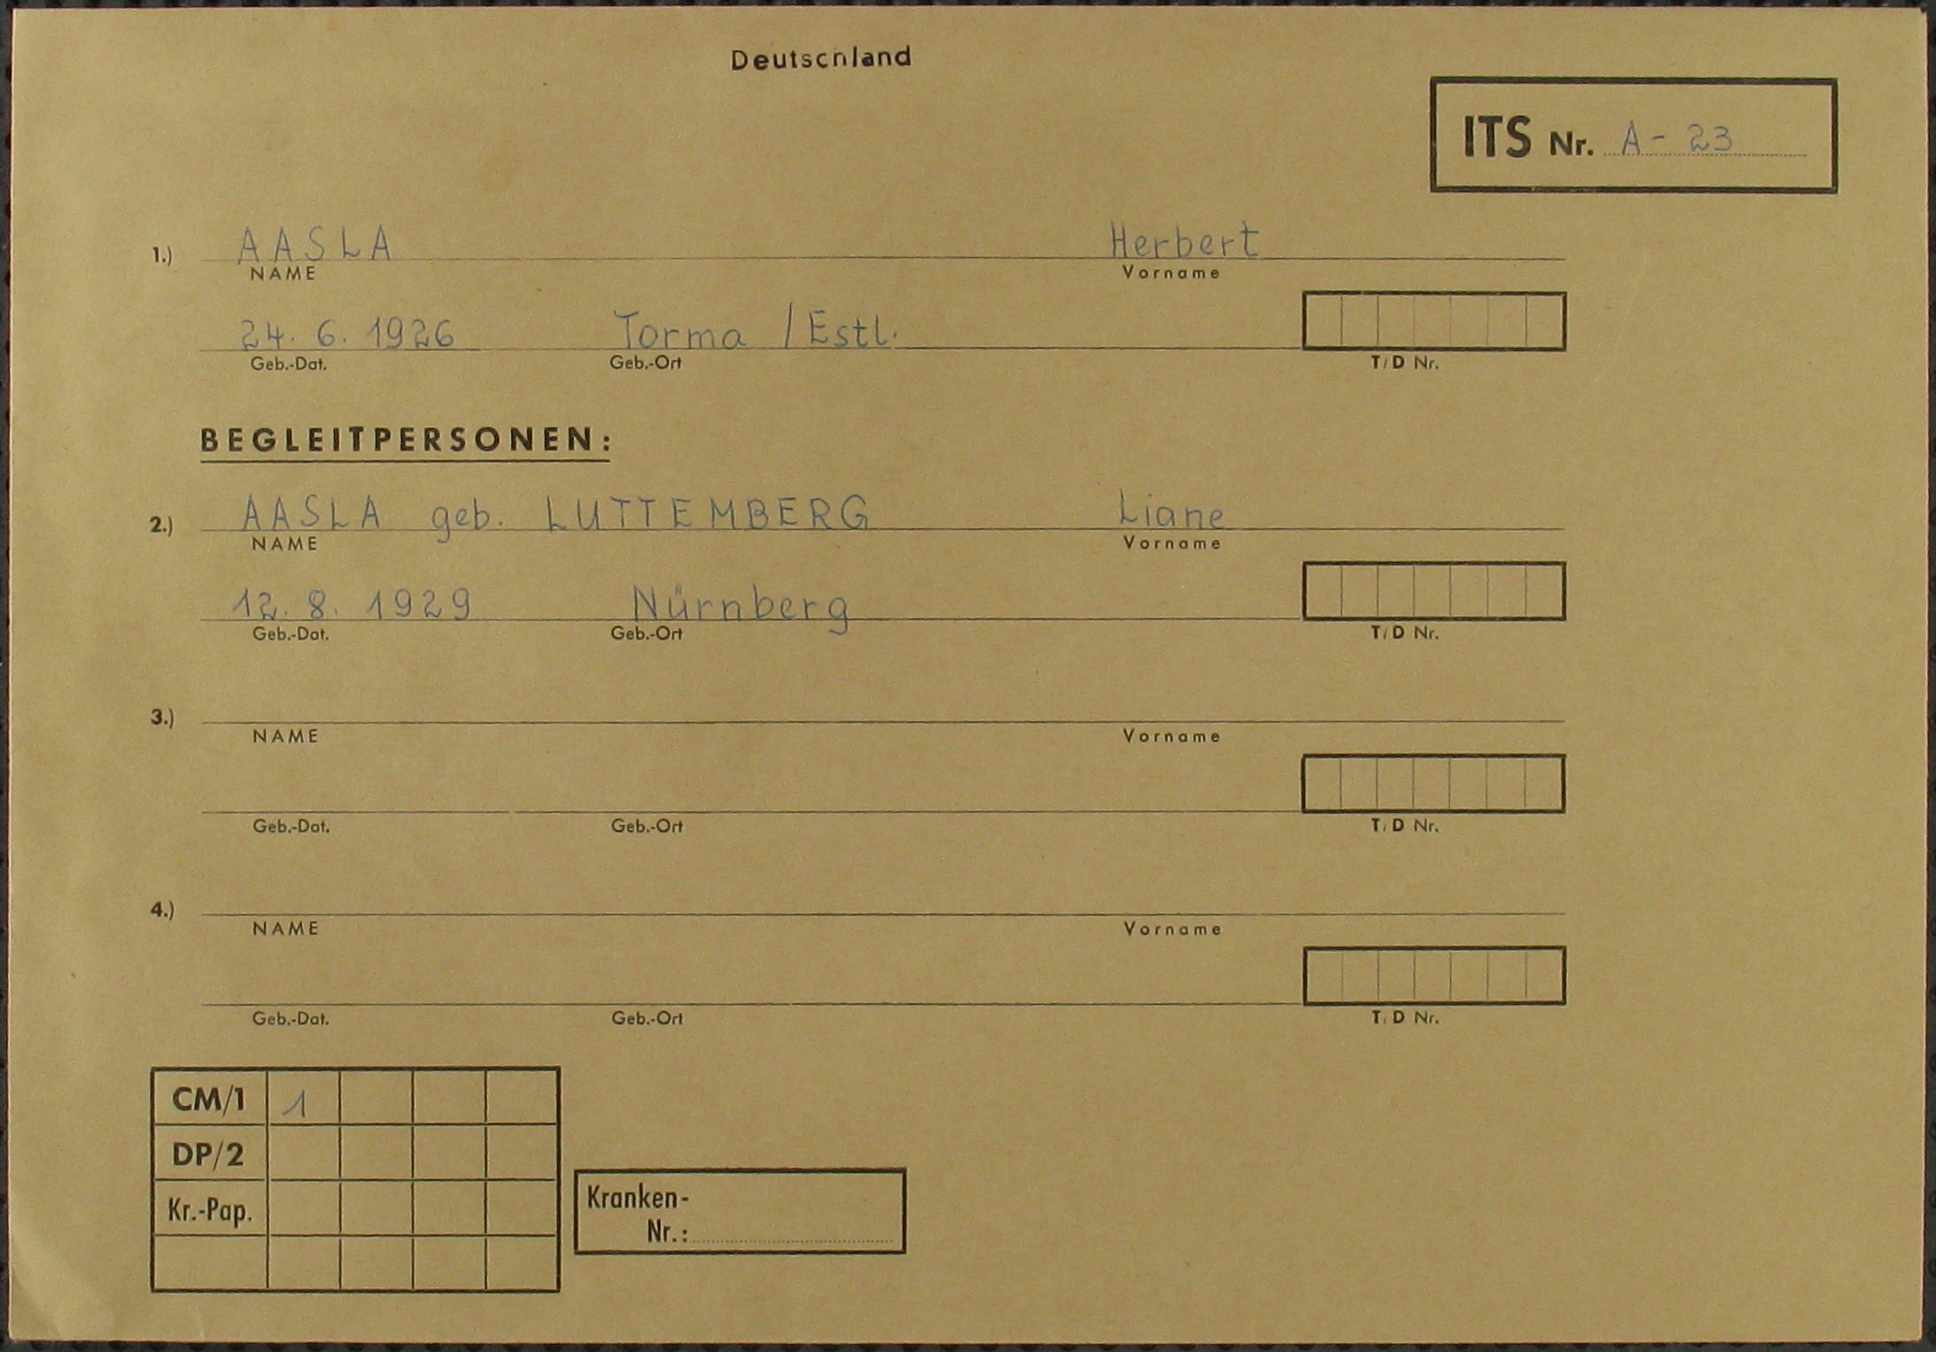 Deutschland
ITS Nr. A-23
1.) AASLA Herbert
NAME Vorname
24. 6. 1926 Torma /Estl.
Geb.-Dat. Geb.-Ort T/D Nr.
BEGLEITPERSONEN:
2.) AASLA geb. LUTTEMBERG Liane
NAME Vorname
12. 8. 1929 Nürnberg
Geb.-Dat. Geb.-Ort T/D Nr.
3.)
NAME Vorname
Geb.-Dat. Geb.-Ort T/D Nr.
4.)
NAME Vorname
Geb.-Dat. Geb.-Ort T/D Nr.
CM/1 1
DP/2
Kr.-Pap.
Kranken-
Nr.: